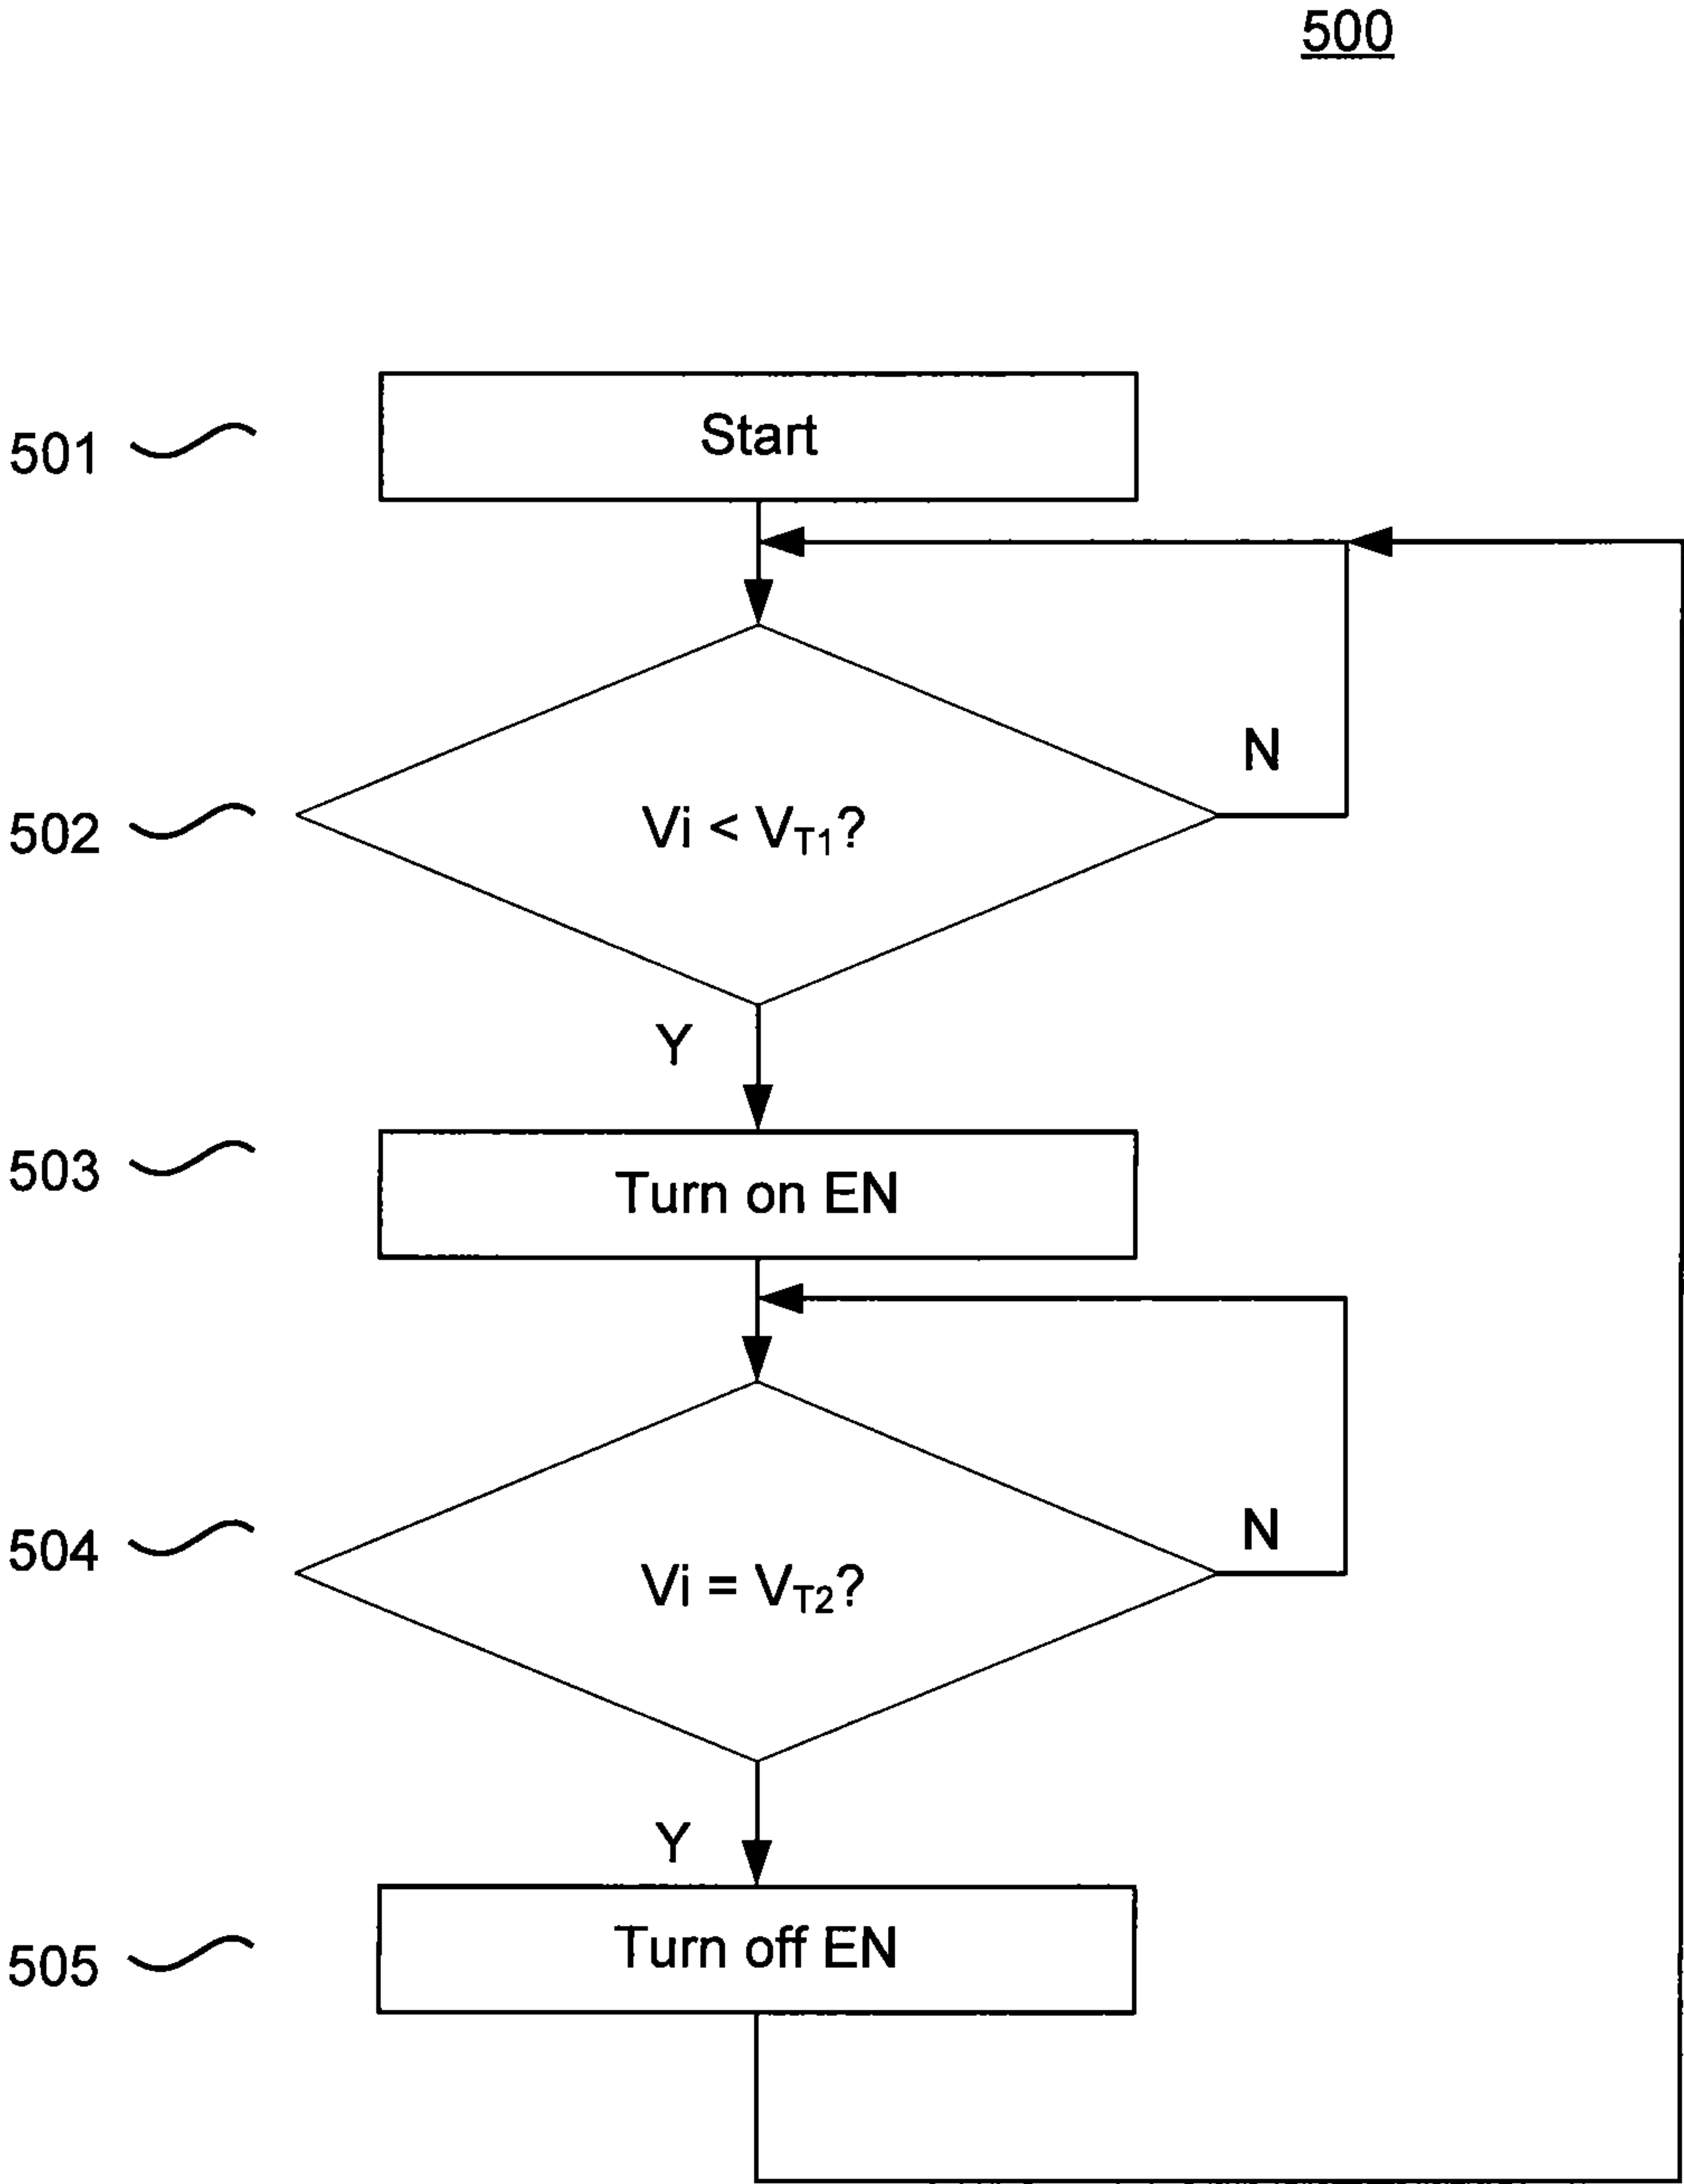 500
501
Start
502
Vi < VT1?
N
Y
503
Turn on EN
504
Vi = VT2?
N
Y
505
Turn off EN